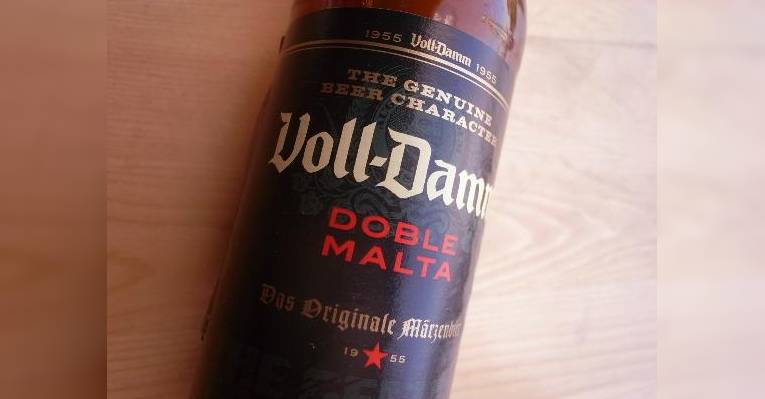 1955 Voll-Damm 1955
THE GENUINE
BEER CHARACTER
Voll-Damm
DOBLE
MALTA
Das Originale Märzenbier
19 55